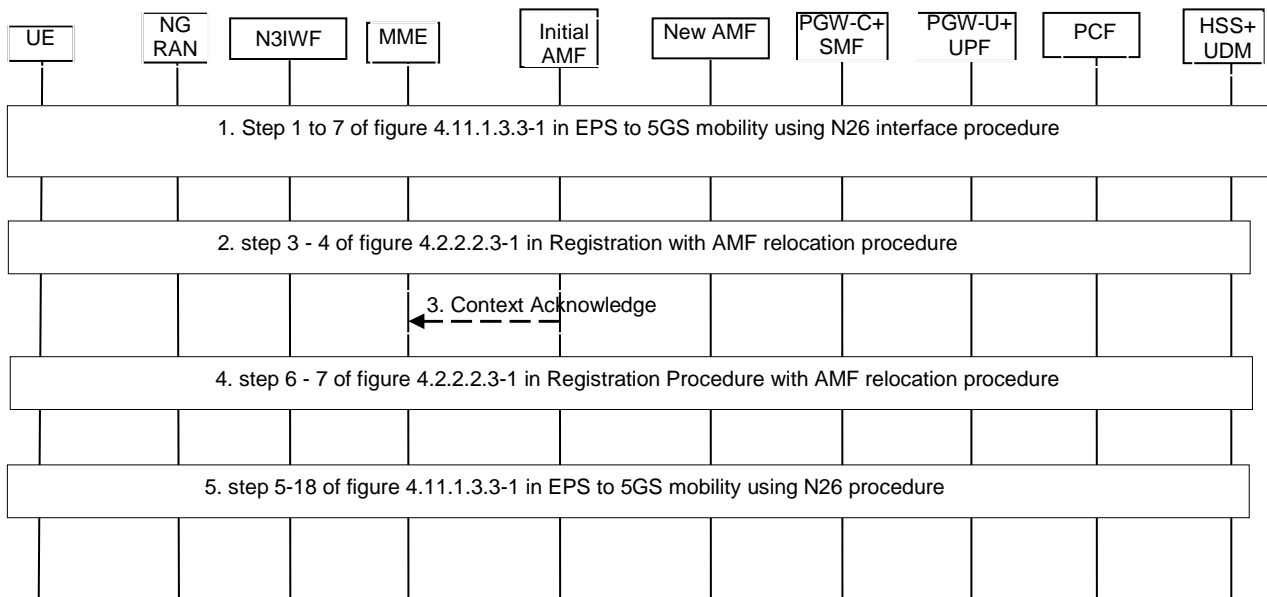 UE
NG
RAN
N3IWF
MME
Initial
AMF
New AMF
PGW-C+
SMF
PGW-U+
UPF
PCF
HSS+
UDM
1. Step 1 to 7 of figure 4.11.1.3.3-1 in EPS to 5GS mobility using N26 interface procedure
2. step 3 - 4 of figure 4.2.2.2.3-1 in Registration with AMF relocation procedure
3. Context Acknowledge
4. step 6 - 7 of figure 4.2.2.2.3-1 in Registration Procedure with AMF relocation procedure
5. step 5-18 of figure 4.11.1.3.3-1 in EPS to 5GS mobility using N26 procedure